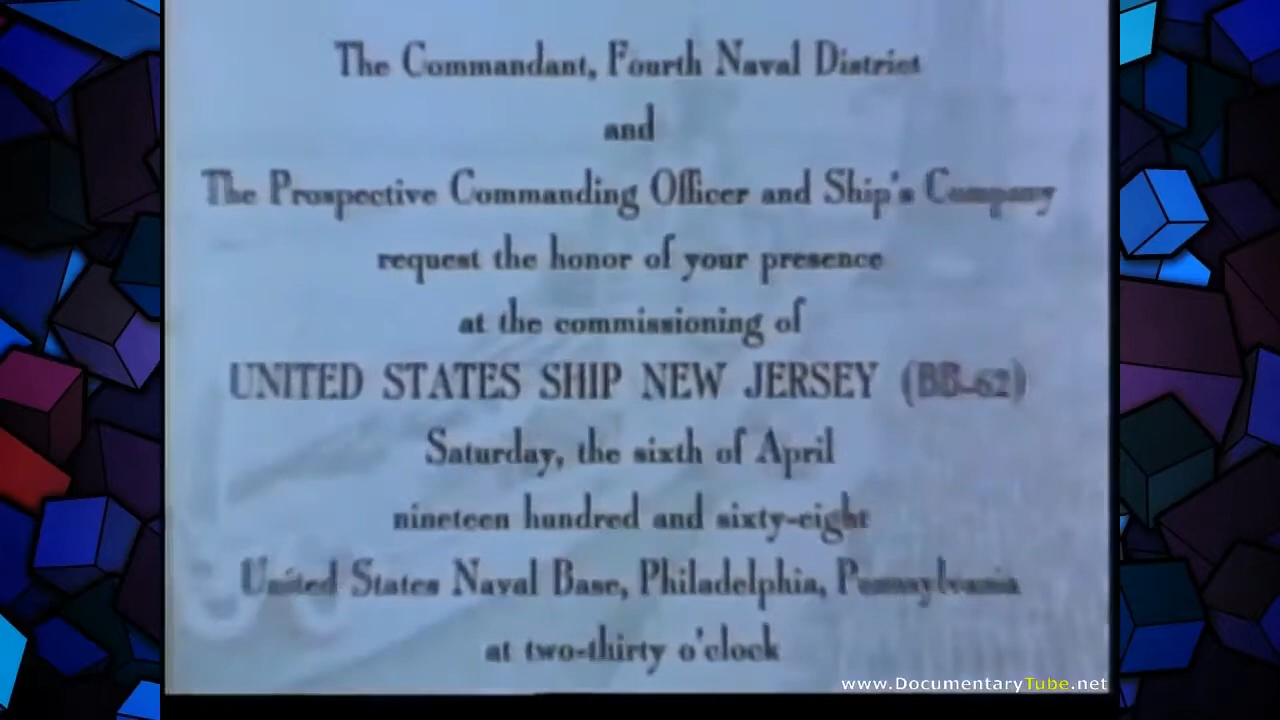 The Commandant, Fourth Naval District
and
The Prospective Commanding Officer and Ship's Company
request the honor of your presence
at the commissioning of
UNITED STATES SHIP NEW JERSEY (BB-62)
Saturday, the sixth of April
nineteen hundred and sixty-eight
United States Naval Base, Philadelphia, Pennsylvania
at two-thirty o'clock
www.DocumentaryTube.net